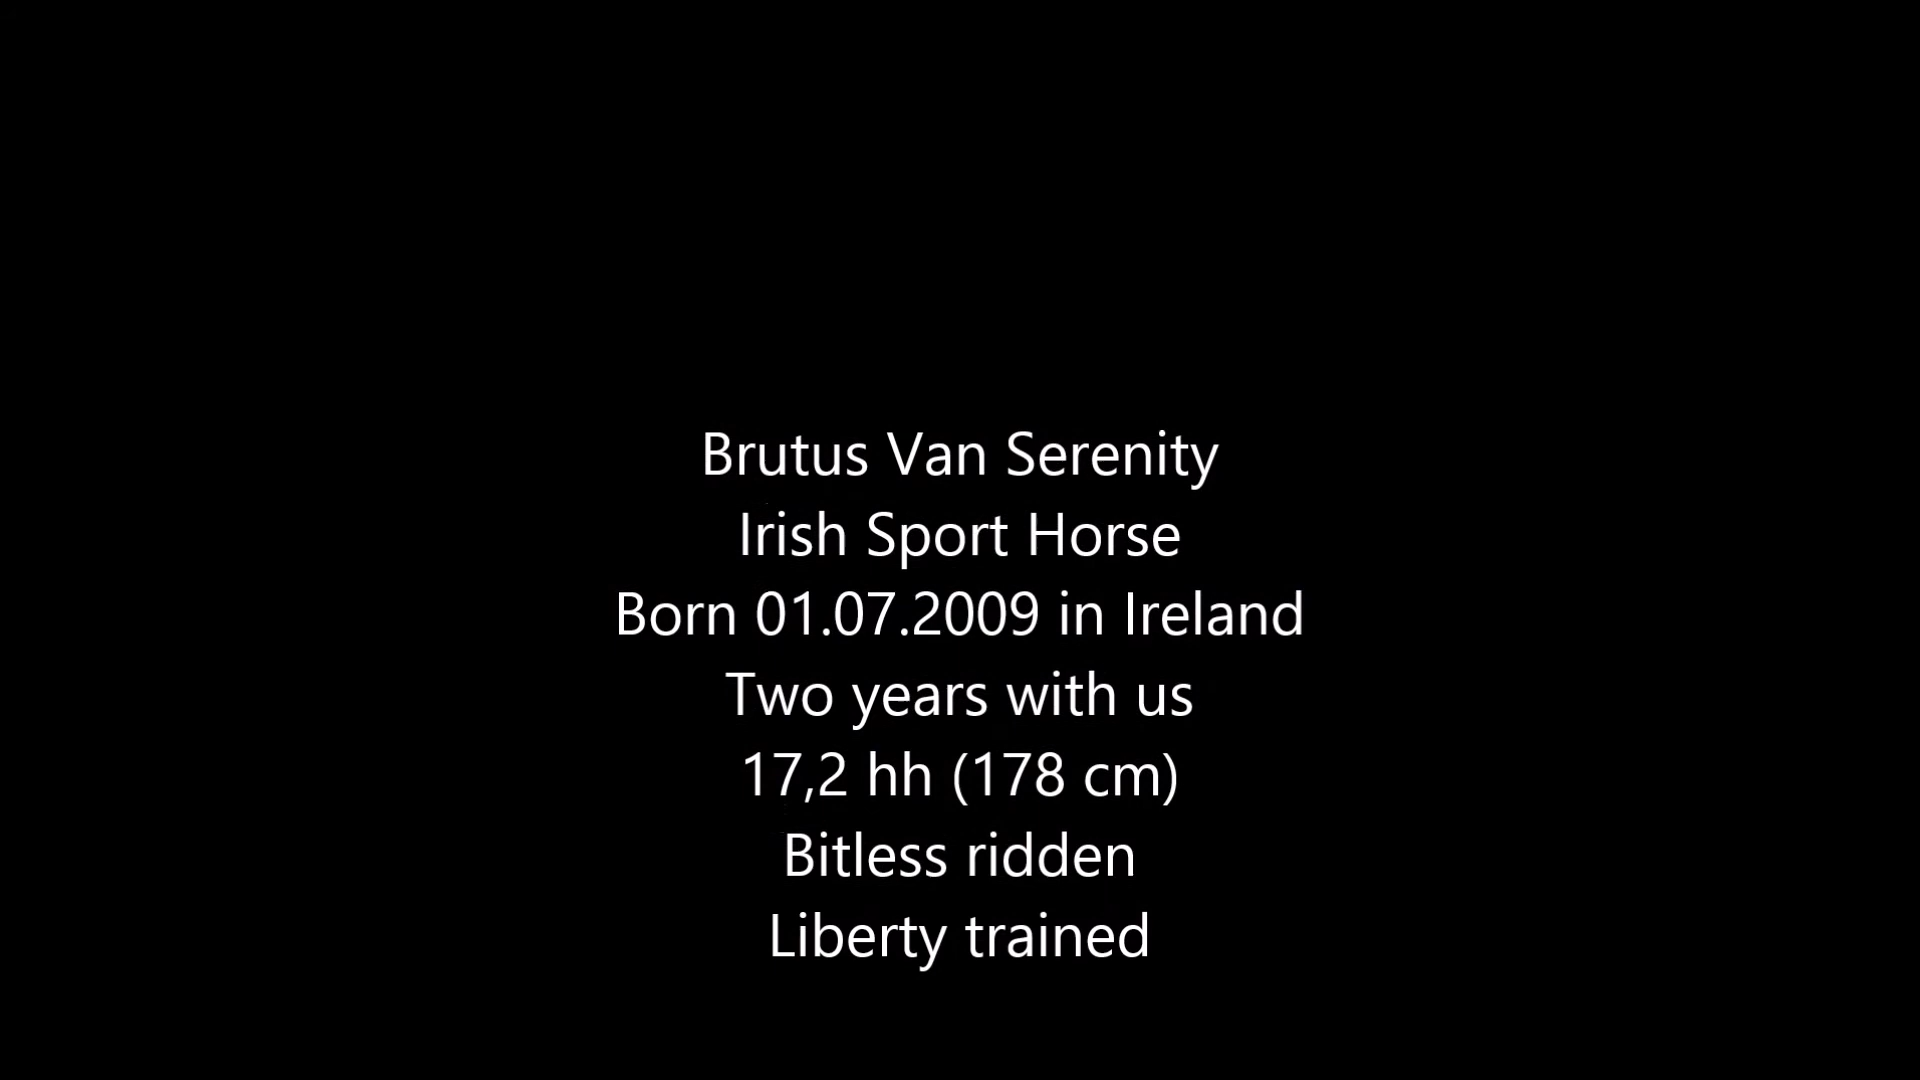 Brutus Van Serenity
Irish Sport Horse
Born 01.07.2009 in Ireland
Two years with us
17,2 hh (178 cm)
Bitless ridden
Liberty trained